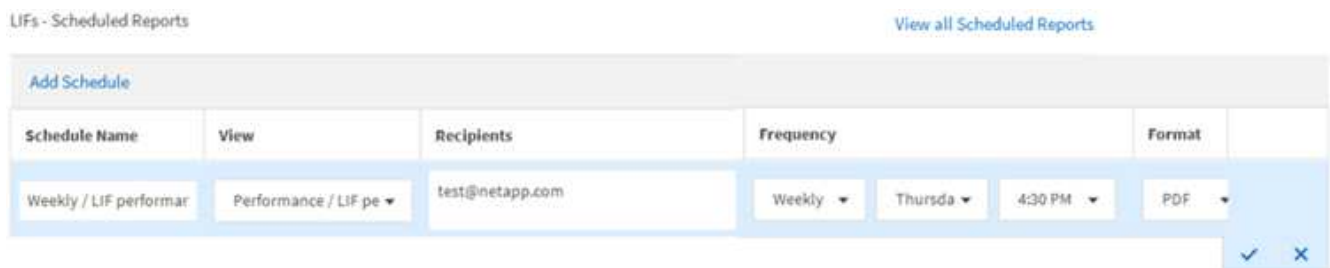 LIFs - Scheduled Reports View all Scheduled Reports
Add Schedule
Schedule Name View Recipients Frequency Format
Weekly / LIF performar Performance / LIF pe test@netapp.com Weekly Thursda 4:30 PM PDF